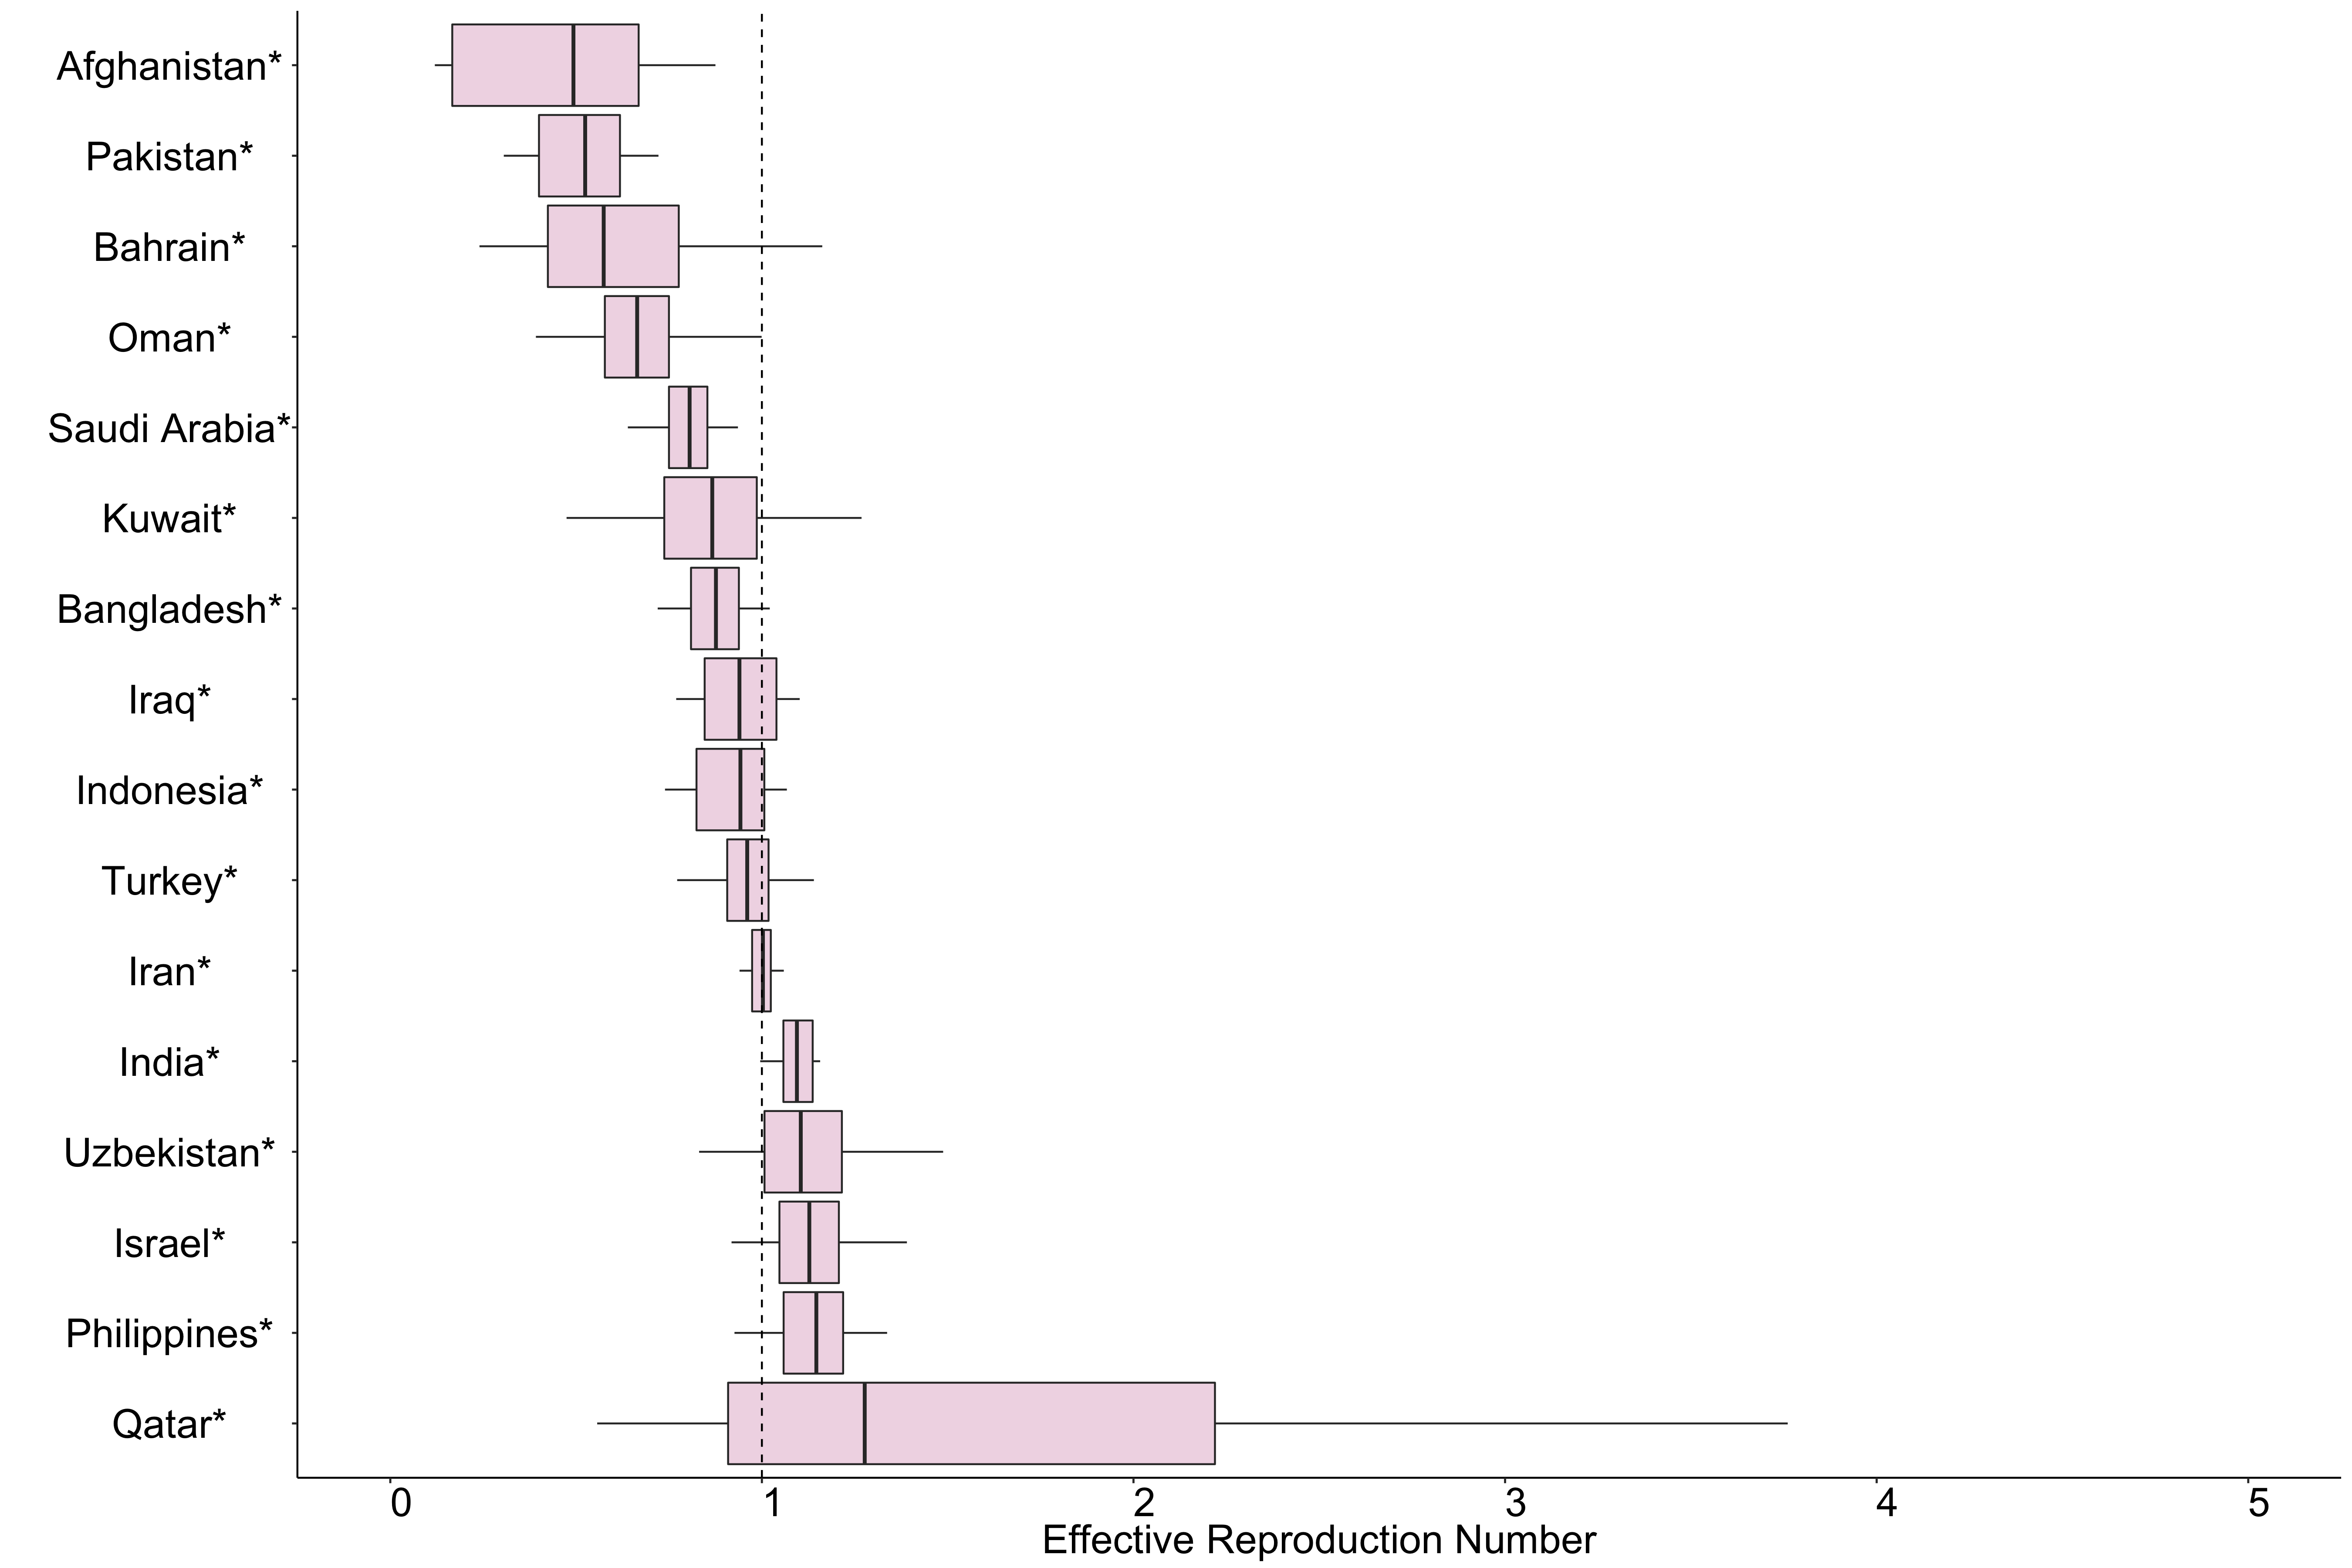 Afghanistan*
Pakistan*
Bahrain*
Oman*
Saudi Arabia*
Kuwait*
Bangladesh*
Iraq*
Indonesia*
Turkey*
Iran*
India*
Uzbekistan*
Israel*
Philippines*
Qatar*
0 1 2 3 4 5
Effective Reproduction Number